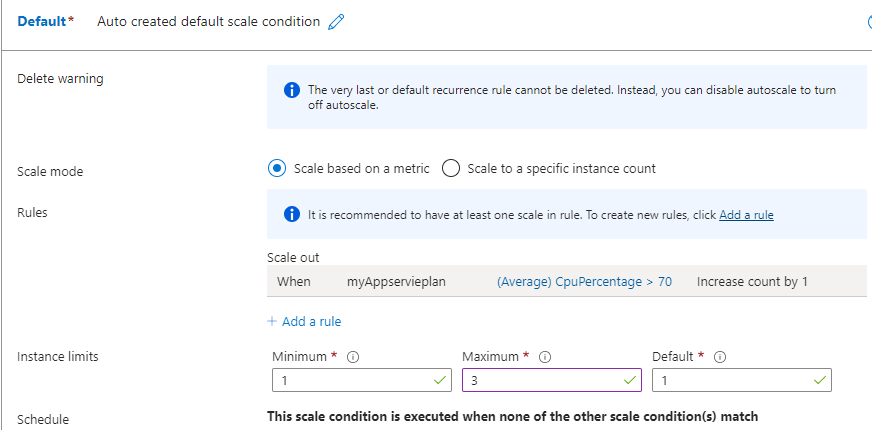 Default* Auto created default scale condition
Delete warning
The very last or default recurrence rule cannot be deleted. Instead, you can disable autoscale to turn
off autoscale.
Scale mode
Scale based on a metric
Scale to a specific instance count
Rules
It is recommended to have at least one scale in rule. To create new rules, click Add a rule
Scale out
When myAppservieplan (Average) CpuPercentage > 70 Increase count by 1
+ Add a rule
Instance limits
Minimum * Maximum * Default *
1 3 1
Schedule
This scale condition is executed when none of the other scale condition(s) match